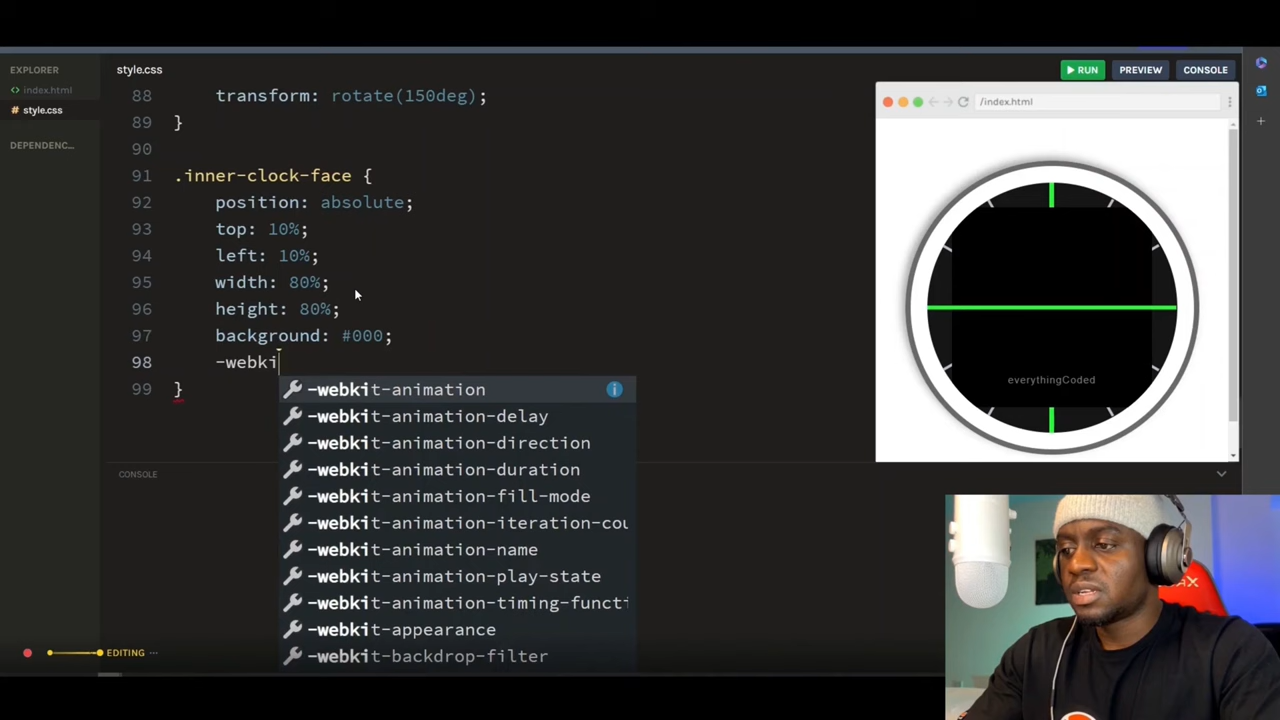 EXPLORER
<> index.html
# style.css
DEPENDENC...
style.css
RUN
PREVIEW
CONSOLE
88 transform: rotate(150deg);
89 }
90
91 .inner-clock-face {
92 position: absolute;
93 top: 10%;
94 left: 10%;
95 width: 80%;
96 height: 80%;
97 background: #000;
98 -webki
99 }
-webkit-animation
-webkit-animation-delay
-webkit-animation-direction
-webkit-animation-duration
-webkit-animation-fill-mode
-webkit-animation-iteration-cou
-webkit-animation-name
-webkit-animation-play-state
-webkit-animation-timing-functi
-webkit-appearance
-webkit-backdrop-filter
CONSOLE
/index.html
everythingCoded
EDITING ...